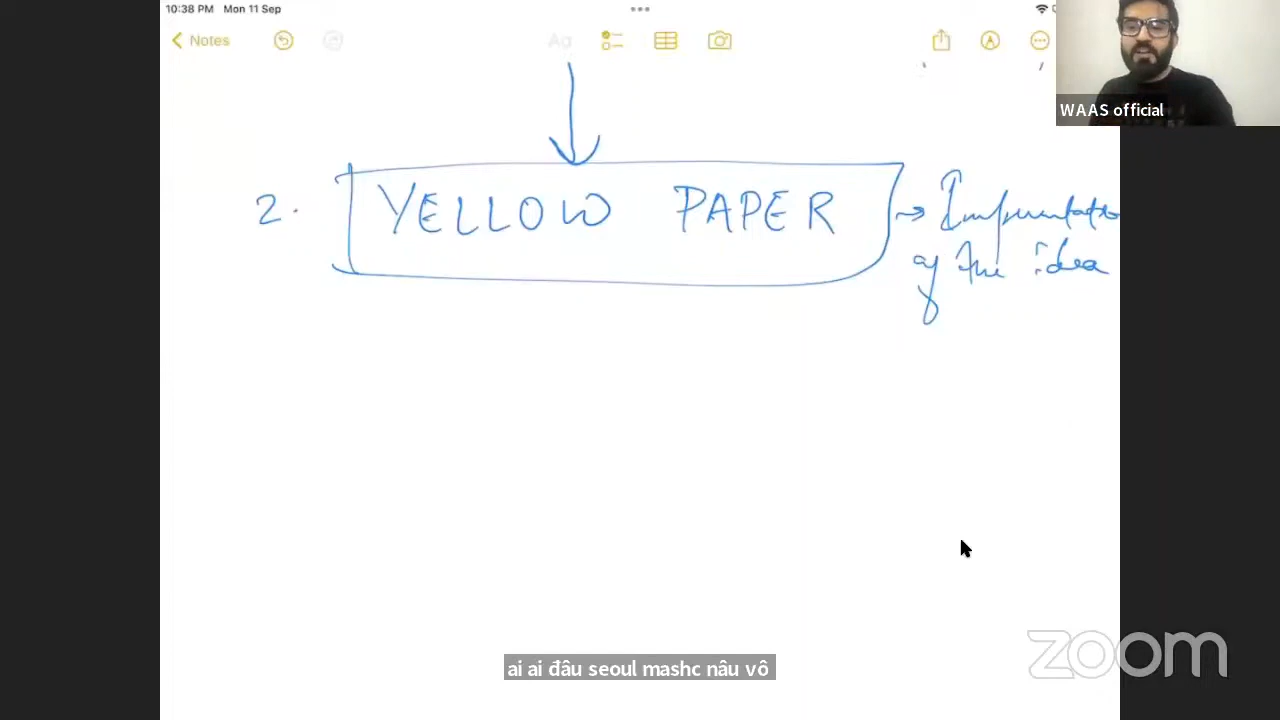 10:38 PM Mon 11 Sep
Notes
Aa
WAAS official
2. YELLOW PAPER →
of the idea
zoom
ai ai đâu seoul mashc nâu vô